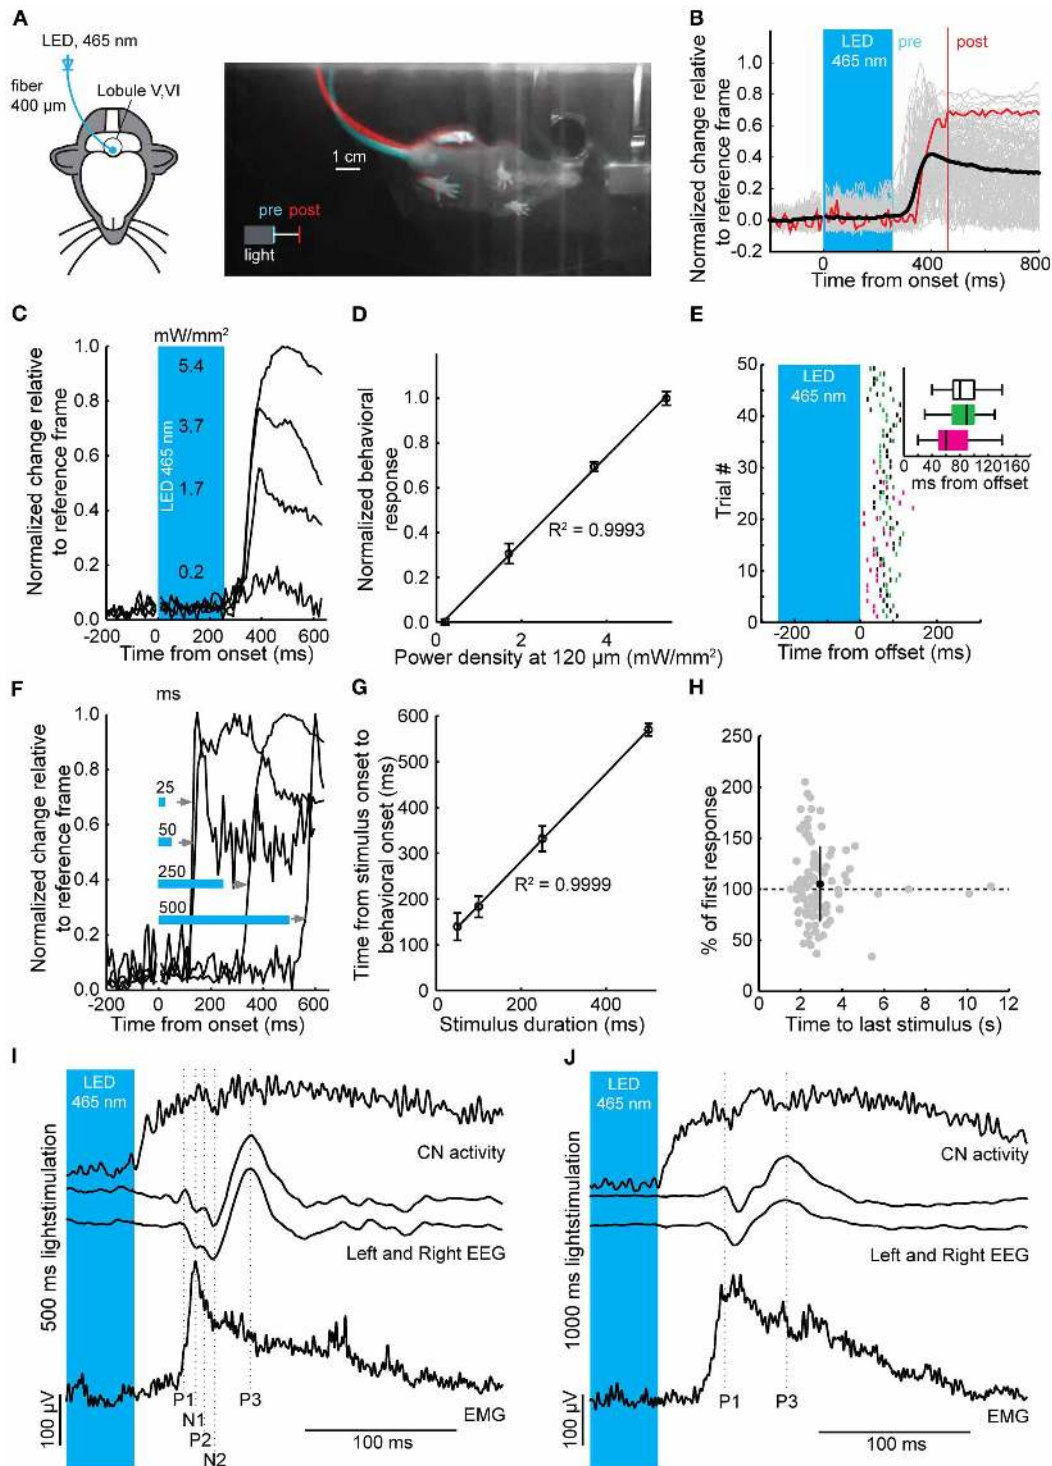 A
LED, 465 nm
fiber
400 µm
Lobule V,VI
1 cm
pre
post
light
B
Normalized change relative
to reference frame
1.0
0.8
0.6
0.4
0.2
0.0
-0.2
LED
465 nm
pre
post
0
400
800
Time from onset (ms)
C
mW/mm²
Normalized change relative
to reference frame
1.0
0.8
0.6
0.4
0.2
0.0
5.4
3.7
1.7
0.2
LED 465 nm
-200
0
200
400
600
Time from onset (ms)
D
Normalized behavioral
response
1.0
0.8
0.6
0.4
0.2
0
R² = 0.9993
0
2
4
Power density at 120 µm (mW/mm²)
E
Trial #
50
40
30
20
10
0
LED
465 nm
0
40
80
140
160
ms from offset
-200
0
200
Time from offset (ms)
F
ms
Normalized change relative
to reference frame
1.0
0.8
0.6
0.4
0.2
0.0
25
50
250
500
-200
0
200
400
600
Time from onset (ms)
G
Time from stimulus onset to
behavioral onset (ms)
600
500
400
300
200
100
0
R² = 0.9999
0
200
400
Stimulus duration (ms)
H
% of first response
250
200
150
100
50
0
0
2
4
6
8
10
12
Time to last stimulus (s)
I
500 ms lightstimulation
LED
465 nm
CN activity
Left and Right EEG
P1
N1
P2
N2
P3
EMG
100 µV
100 ms
J
1000 ms lightstimulation
LED
465 nm
CN activity
Left and Right EEG
P1
P3
EMG
100 µV
100 ms